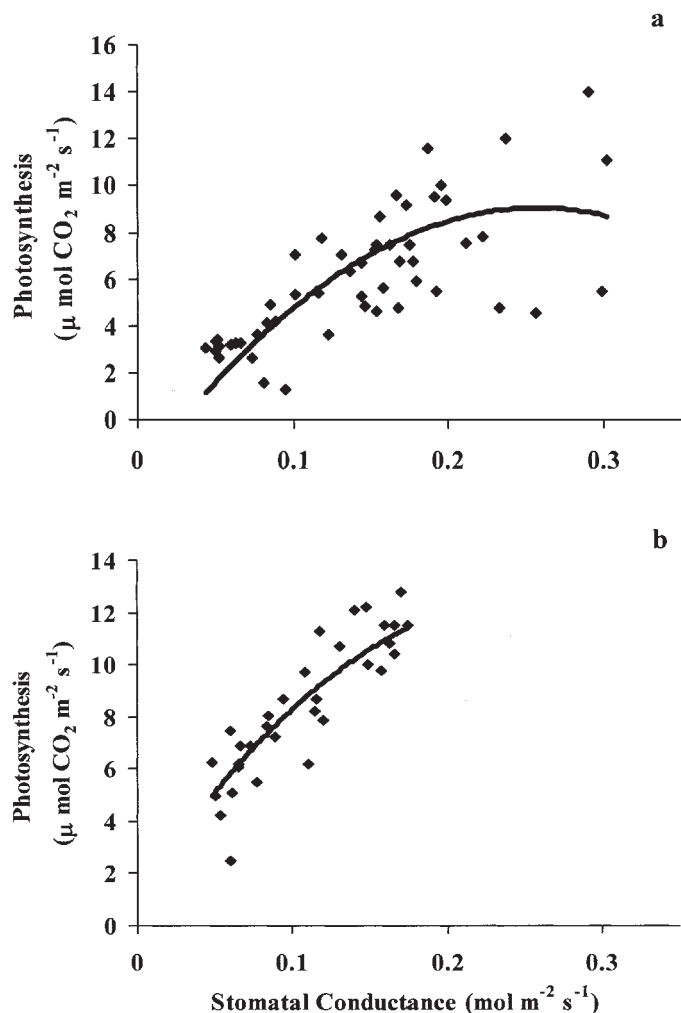 a
16
14
12
10
8
6
4
2
0
Photosynthesis
(μ mol CO₂ m⁻² s⁻¹)
0 0.1 0.2 0.3
b
14
12
10
8
6
4
2
0
Photosynthesis
(μ mol CO₂ m⁻² s⁻¹)
0 0.1 0.2 0.3
Stomatal Conductance (mol m⁻² s⁻¹)